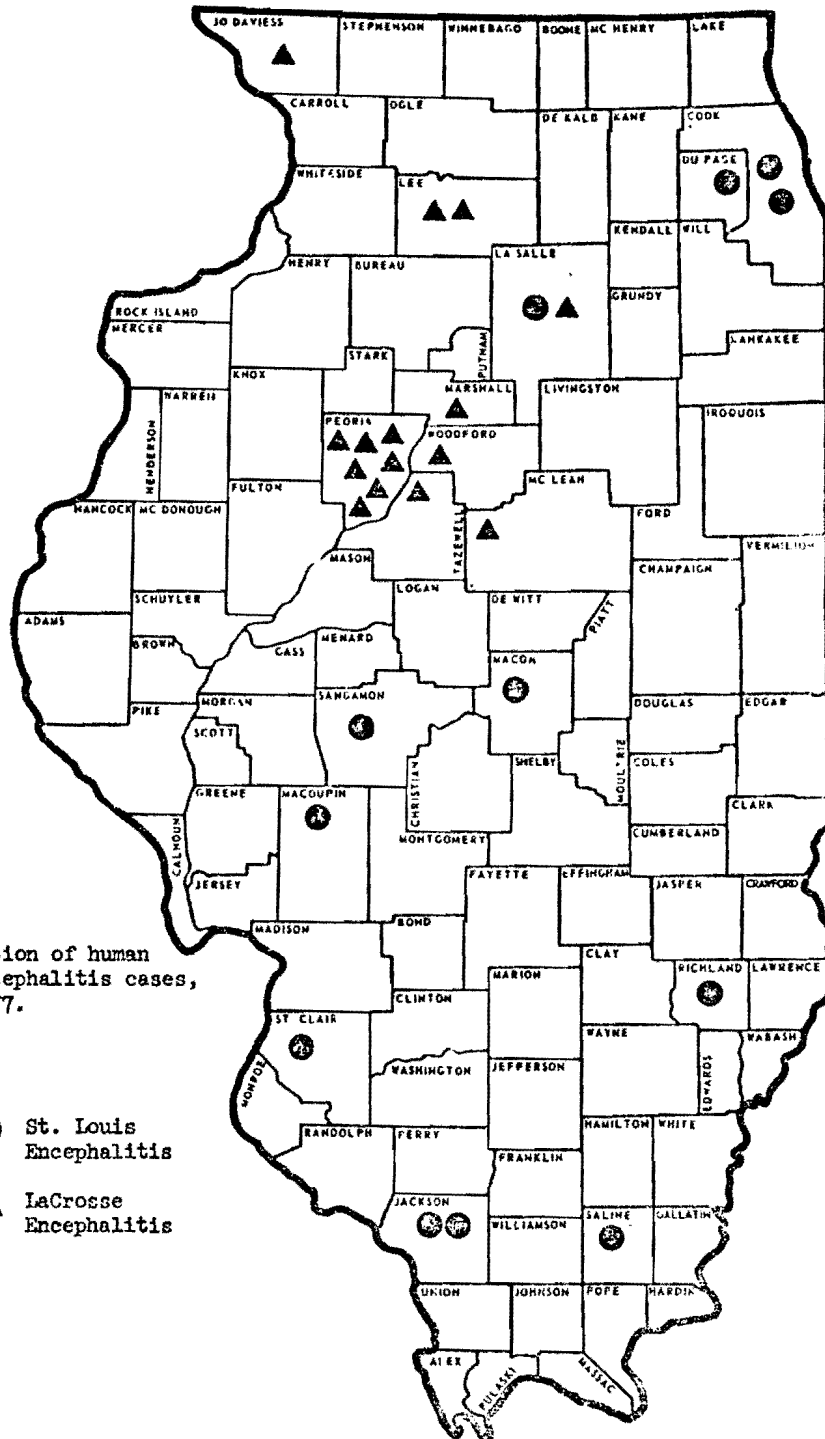 JO DAVIESS
STEPHENSON
WINNEBAGO
BOONE
MC HENRY
LAKE
CARROLL
OGLE
DE KALB
KANE
COOK
DU PAGE
WHITESIDE
LEE
KENDALL
WILL
LA SALLE
HENRY
BUREAU
GRUNDY
ROCK ISLAND
MERCER
KANKAKEE
STARK
PUTNAM
KNOX
MARSHALL
LIVINGSTON
WARREN
IROQUOIS
PEORIA
WOODFORD
HENDERSON
FULTON
MC LEAN
HANCOCK
MC DONOUGH
FORD
TAZEWELL
VERMILION
MASON
CHAMPAIGN
LOGAN
DE WITT
SCHUYLER
PIATT
ADAMS
BROWN
CASS
MENARD
MACON
SANGAMON
PIKE
MORGAN
DOUGLAS
EDGAR
SCOTT
CHRISTIAN
SHELBY
MOULTRIE
COLES
GREENE
MACOUPIN
CLARK
CALHOUN
MONTGOMERY
CUMBERLAND
FAYETTE
EFFINGHAM
JASPER
CRAWFORD
JERSEY
MADISON
BOND
CLAY
RICHLAND
LAWRENCE
MARION
sion of human
cephalitis cases,
77.
CLINTON
ST CLAIR
WAYNE
WABASH
EDWARDS
MONROE
WASHINGTON
JEFFERSON
St. Louis
Encephalitis
RANDOLPH
PERRY
HAMILTON
WHITE
FRANKLIN
LaCrosse
Encephalitis
JACKSON
WILLIAMSON
SALINE
GALLATIN
UNION
JOHNSON
POPE
HARDIN
ALEX
PULASKI
MASSAC